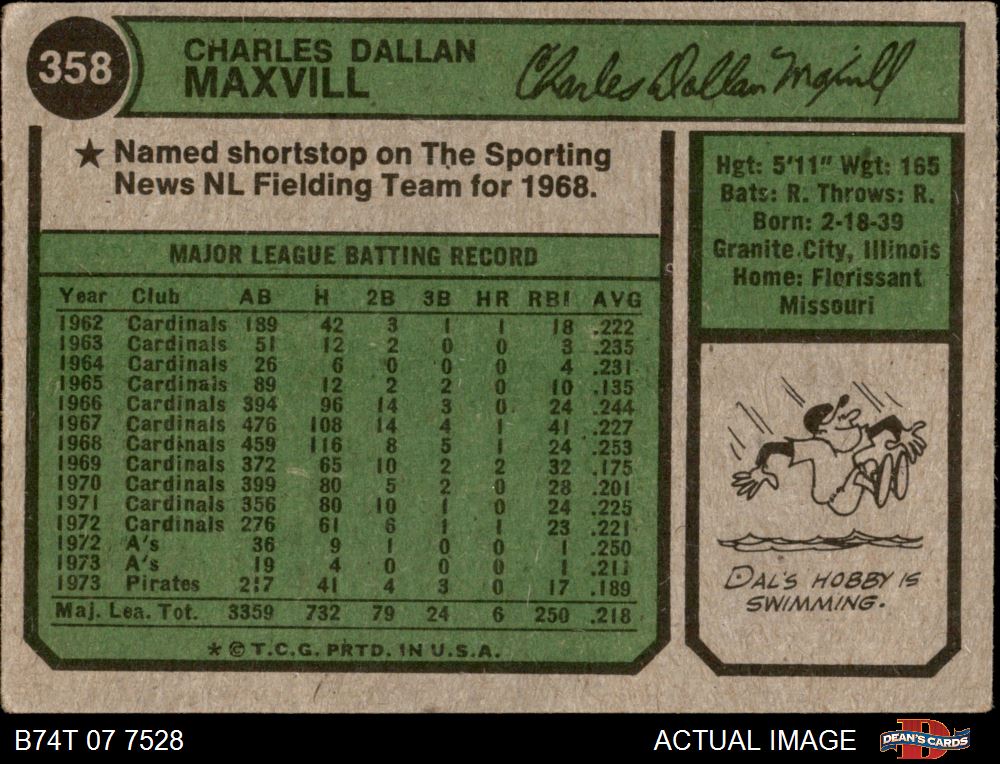 358
CHARLES DALLAN
MAXVILL
Charles Dallan Maxvill
★ Named shortstop on The Sporting
News NL Fielding Team for 1968.
MAJOR LEAGUE BATTING RECORD
Year Club AB H 2B 3B HR RBI AVG
1962 Cardinals 189 42 3 1 1 18 .222
1963 Cardinals 51 12 2 0 0 3 .235
1964 Cardinals 26 6 0 0 0 4 .231
1965 Cardinals 89 12 2 2 0 10 .135
1966 Cardinals 394 96 14 3 0 24 .244
1967 Cardinals 476 108 14 4 1 41 .227
1968 Cardinals 459 116 8 5 1 24 .253
1969 Cardinals 372 65 10 2 2 32 .175
1970 Cardinals 399 80 5 2 0 28 .201
1971 Cardinals 356 80 10 1 0 24 .225
1972 Cardinals 276 61 6 1 1 23 .221
1972 A's 36 9 1 0 0 1 .250
1973 A's 19 4 0 0 0 1 .211
1973 Pirates 217 41 4 3 0 17 .189
Maj. Lea. Tot. 3359 732 79 24 6 250 .218
* © T.C.G. PRTD. IN U.S.A.
Hgt: 5'11" Wgt: 165
Bats: R. Throws: R.
Born: 2-18-39
Granite City, Illinois
Home: Florissant
Missouri
DAL'S HOBBY IS
SWIMMING.
B74T 07 7528
ACTUAL IMAGE
D
DEAN'S CARDS